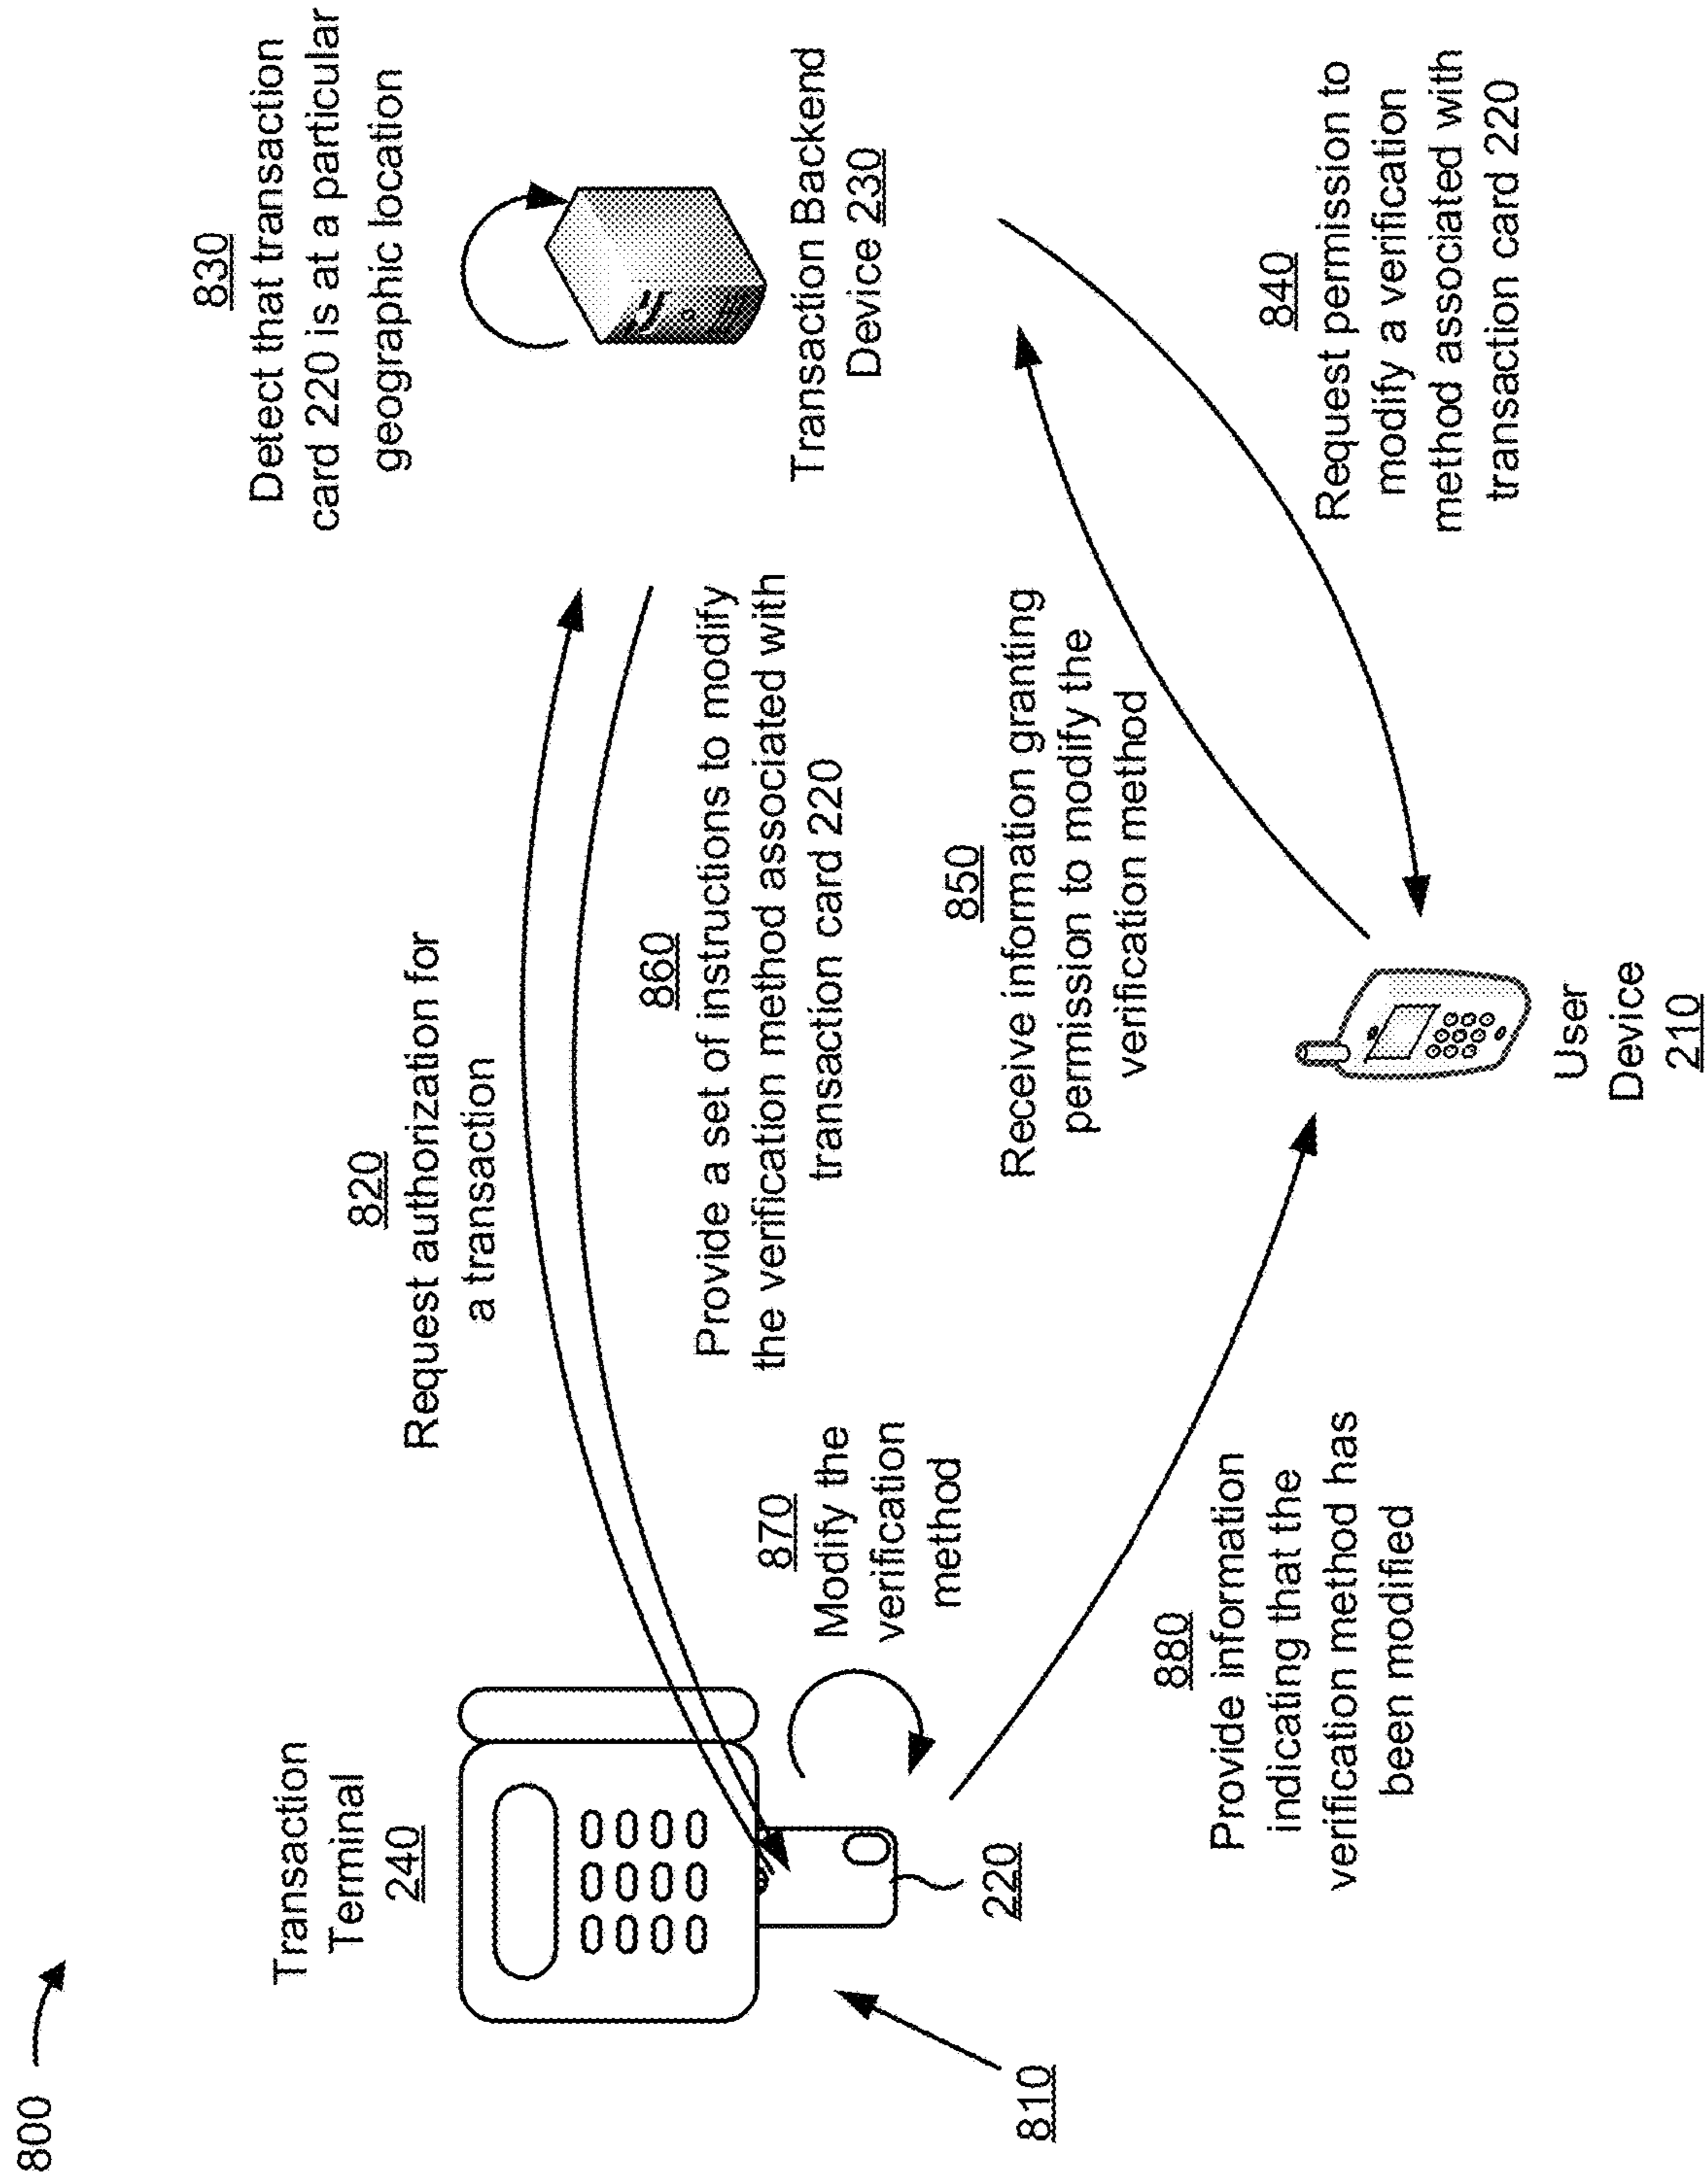 800
Transaction
Terminal
240
820
Request authorization for
a transaction
830
Detect that transaction
card 220 is at a particular
geographic location
Transaction Backend
Device 230
860
Provide a set of instructions to modify
the verification method associated with
transaction card 220
870
Modify the
verification
method
220
810
850
Receive information granting
permission to modify the
verification method
840
Request permission to
modify a verification
method associated with
transaction card 220
880
Provide information
indicating that the
verification method has
been modified
User
Device
210